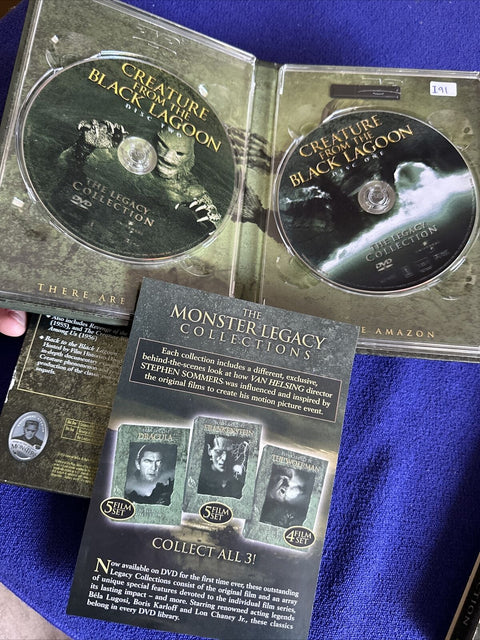 CREATURE
FROM THE
BLACK LAGOON
DISC TWO
THE LEGACY
COLLECTION
DVD
I91
CREATURE
FROM THE
BLACK LAGOON
DISC ONE
THE LEGACY
COLLECTION
DVD
THERE ARE
AMAZON
Also includes Revenge of the
(1955), and The
Among Us (1956)
Back to the Black Lagoon
Hosted by Film
documentary
THE
MONSTER LEGACY
COLLECTIONS
Each collection includes a different, exclusive,
behind-the-scenes look at how VAN HELSING director
STEPHEN SOMMERS was influenced and inspired by
the original films to create his motion picture event.
DRACULA
FRANKENSTEIN
THE WOLF MAN
5 FILM
SET
5 FILM
SET
4 FILM
SET
COLLECT ALL 3!
Now available on DVD for the first time ever, these outstanding
Legacy Collections consist of the original film and an array
of unique special features devoted to the individual film series,
its lasting impact – and more. Starring renowned acting legends
Béla Lugosi, Boris Karloff and Lon Chaney Jr., these classics
belong in every DVD library.